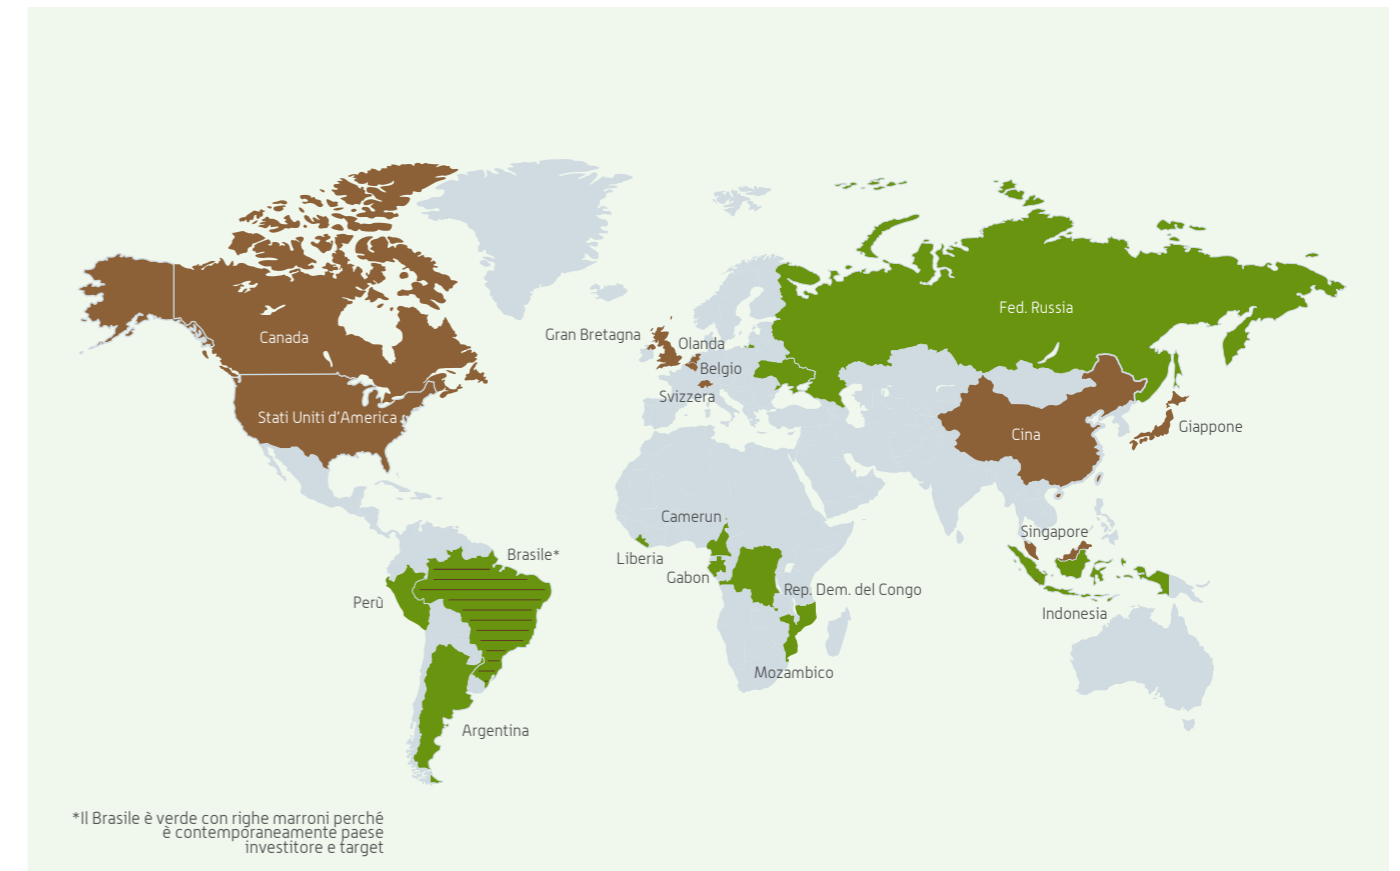 Fed. Russia
Gran Bretagna
Canada
Olanda
Belgio
Svizzera
Stati Uniti d'America
Giappone
Cina
Camerun
Singapore
Brasile*
Liberia
Gabon
Rep. Dem. del Congo
Perù
Indonesia
Mozambico
Argentina
*Il Brasile è verde con righe marroni perché
è contemporaneamente paese
investitore e target